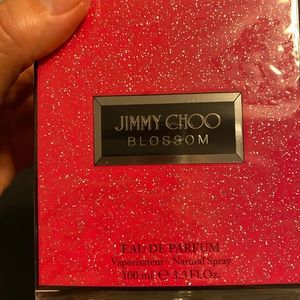 JIMMY CHOO
BLOSSOM
EAU DE PARFUM
Vaporisateur . Natural Spray
100 ml ℮ 3.3 Fl.Oz.